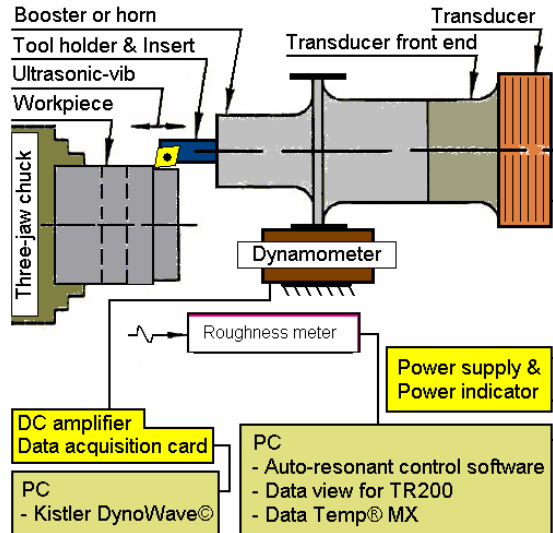 Booster or horn
Transducer
Tool holder & Insert
Transducer front end
Ultrasonic-vib
Workpiece
Three-jaw chuck
Dynamometer
Roughness meter
Power supply &
Power indicator
DC amplifier
Data acquisition card
PC
- Kistler DynoWave©
PC
- Auto-resonant control software
- Data view for TR200
- Data Temp® MX